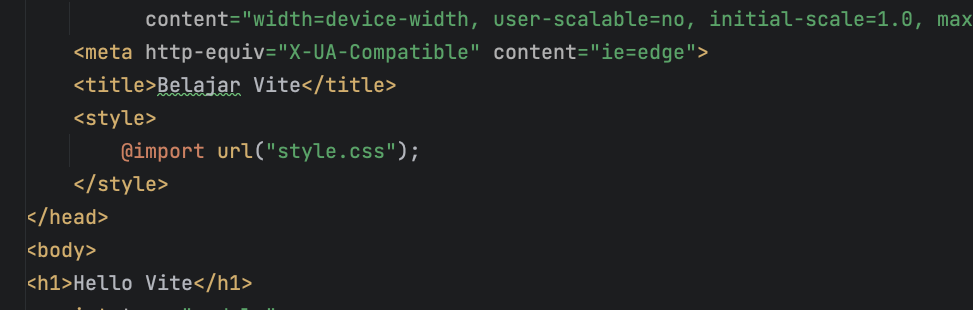 content="width=device-width, user-scalable=no, initial-scale=1.0, max
<meta http-equiv="X-UA-Compatible" content="ie=edge">
<title>Belajar Vite</title>
<style>
@import url("style.css");
</style>
</head>
<body>
<h1>Hello Vite</h1>